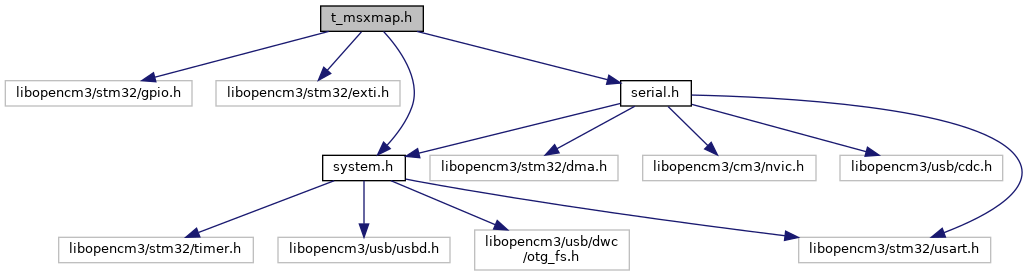 t_msxmap.h
libopencm3/stm32/gpio.h
libopencm3/stm32/exti.h
serial.h
system.h
libopencm3/stm32/dma.h
libopencm3/cm3/nvic.h
libopencm3/usb/cdc.h
libopencm3/stm32/timer.h
libopencm3/usb/usbd.h
libopencm3/usb/dwc
/otg_fs.h
libopencm3/stm32/usart.h